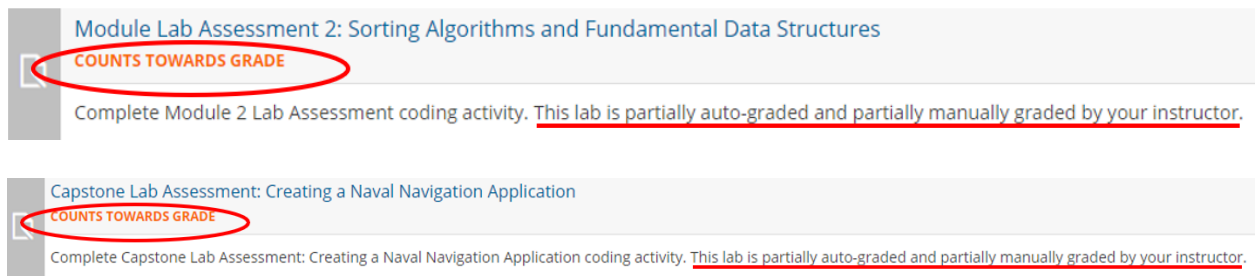 Module Lab Assessment 2: Sorting Algorithms and Fundamental Data Structures
COUNTS TOWARDS GRADE
Complete Module 2 Lab Assessment coding activity. This lab is partially auto-graded and partially manually graded by your instructor.
Capstone Lab Assessment: Creating a Naval Navigation Application
COUNTS TOWARDS GRADE
Complete Capstone Lab Assessment: Creating a Naval Navigation Application coding activity. This lab is partially auto-graded and partially manually graded by your instructor.